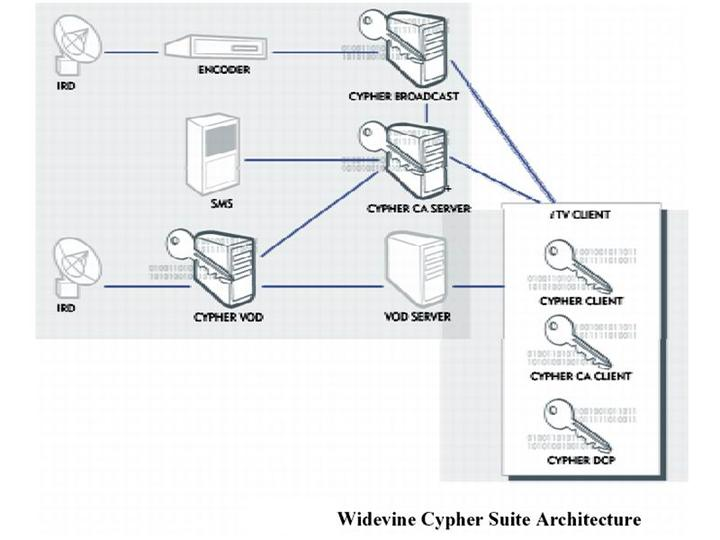 IRD
ENCODER
CYPHER BROADCAST
SMS
CYPHER CA SERVER
IRD
CYPHER VOD
VOD SERVER
iTV CLIENT
CYPHER CLIENT
CYPHER CA CLIENT
CYPHER DCP
Widevine Cypher Suite Architecture